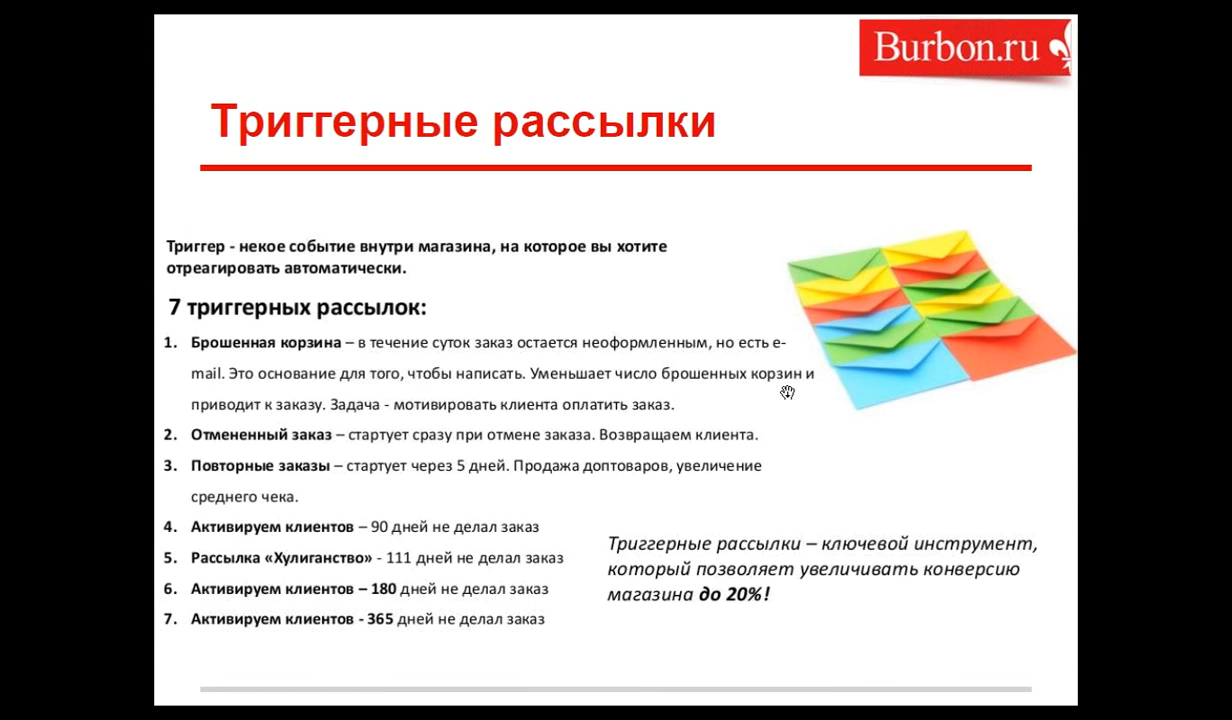 Burbon.ru
Триггерные рассылки
Триггер - некое событие внутри магазина, на которое вы хотите
отреагировать автоматически.
7 триггерных рассылок:
1. Брошенная корзина – в течение суток заказ остается неоформленным, но есть e-
mail. Это основание для того, чтобы написать. Уменьшает число брошенных корзин и
приводит к заказу. Задача - мотивировать клиента оплатить заказ.
2. Отмененный заказ – стартует сразу при отмене заказа. Возвращаем клиента.
3. Повторные заказы – стартует через 5 дней. Продажа доптоваров, увеличение
среднего чека.
4. Активируем клиентов – 90 дней не делал заказ
5. Рассылка «Хулиганство» - 111 дней не делал заказ
6. Активируем клиентов – 180 дней не делал заказ
7. Активируем клиентов - 365 дней не делал заказ
Триггерные рассылки – ключевой инструмент,
который позволяет увеличивать конверсию
магазина до 20%!